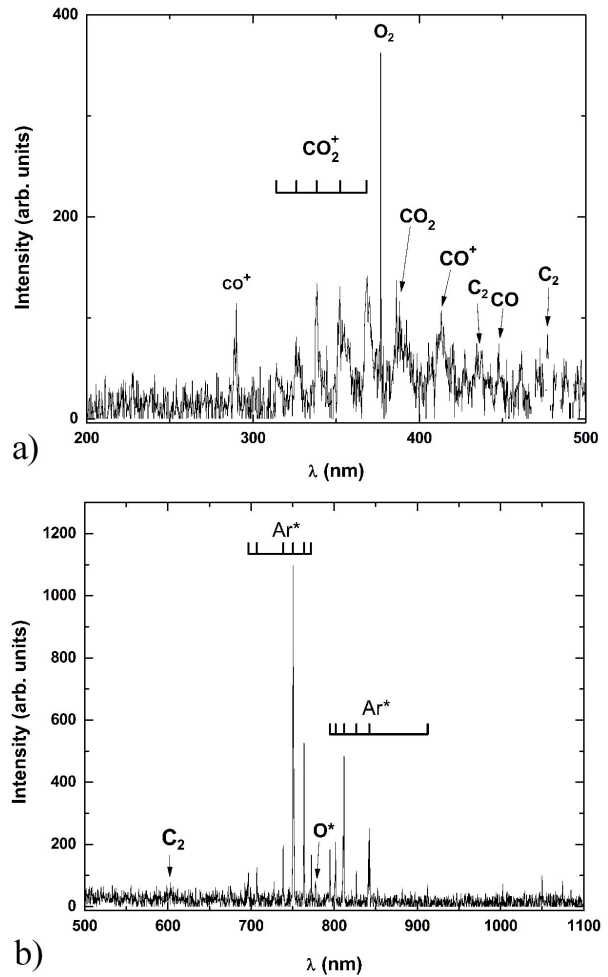 400
O₂
CO₂⁺
CO₂
CO⁺
CO⁺
C₂
CO
C₂
200
0
Intensity (arb. units)
200 300 400 500
λ (nm)
a)
1200
1000
800
600
400
200
0
Intensity (arb. units)
Ar*
Ar*
C₂
O*
500 600 700 800 900 1000 1100
λ (nm)
b)